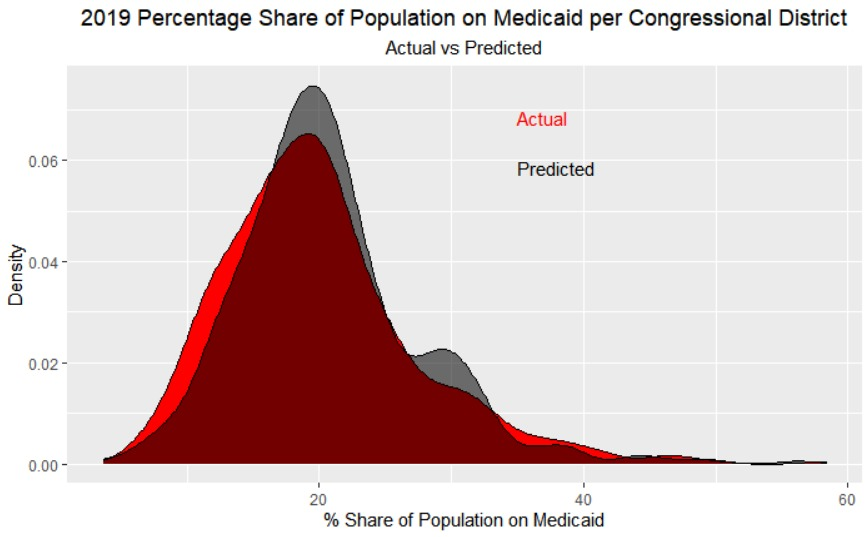 2019 Percentage Share of Population on Medicaid per Congressional District
Actual vs Predicted
Actual
Predicted
0.06
0.04
0.02
0.00
Density
20 40 60
% Share of Population on Medicaid